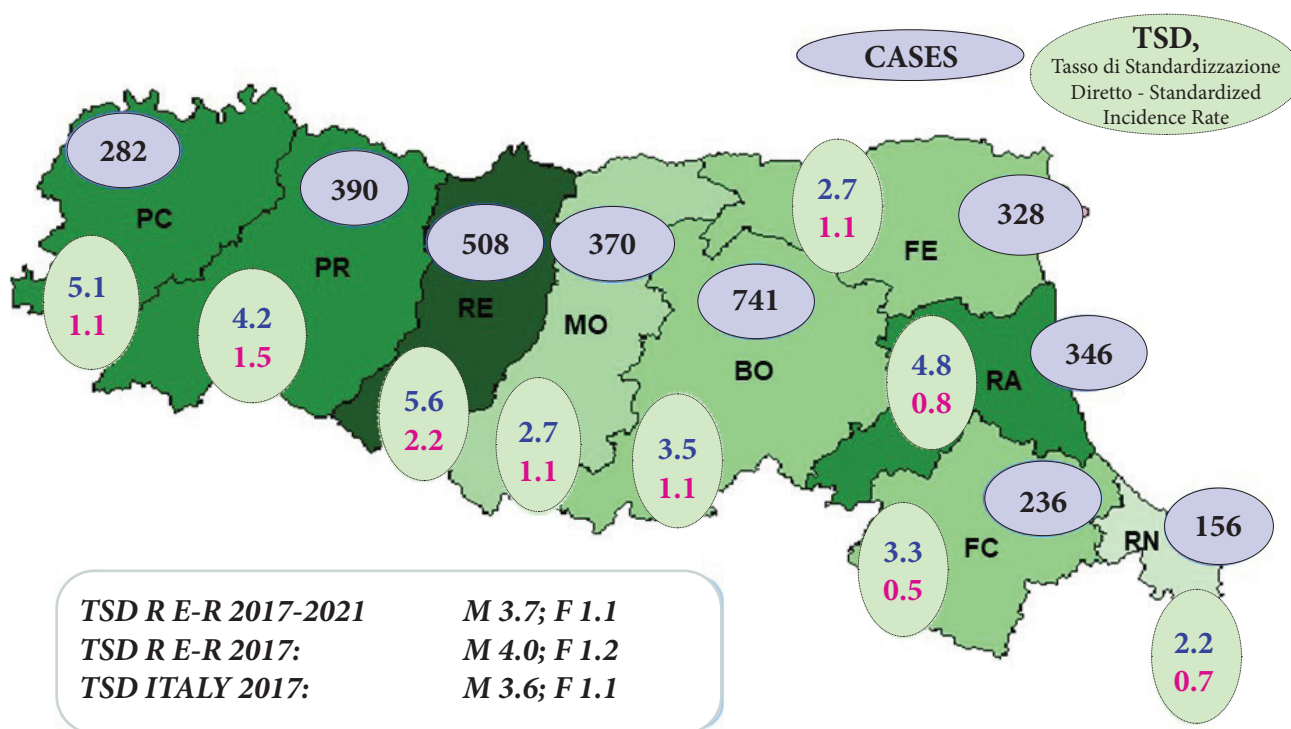 CASES
TSD,
Tasso di Standardizzazione
Diretto - Standardized
Incidence Rate
282
PC
5.1
1.1
390
PR
4.2
1.5
508
RE
5.6
2.2
370
MO
2.7
1.1
741
BO
3.5
1.1
2.7
1.1
328
FE
346
RA
4.8
0.8
236
FC
3.3
0.5
156
RN
2.2
0.7
TSD R E-R 2017-2021 M 3.7; F 1.1
TSD R E-R 2017: M 4.0; F 1.2
TSD ITALY 2017: M 3.6; F 1.1